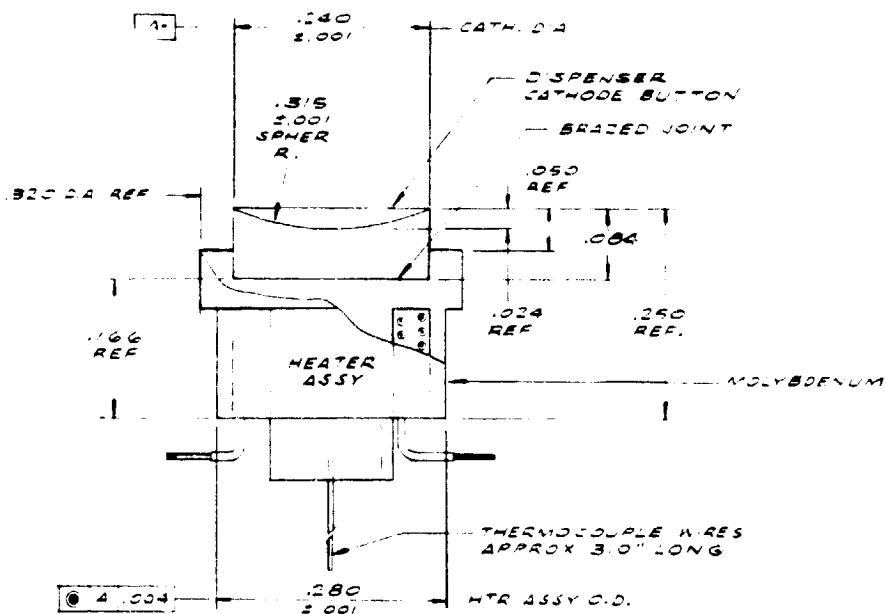 A
.240
±.001
CATH. DIA
DISPENSER
CATHODE BUTTON
BRAZED JOINT
.315
±.001
SPHER
R.
.050
REF
.320 DIA REF
.084
.024
REF
.250
REF.
.166
REF
HEATER
ASSY
MOLYBDENUM
THERMOCOUPLE WIRES
APPROX 3.0" LONG
A .004
.280
±.001
HTR ASSY O.D.